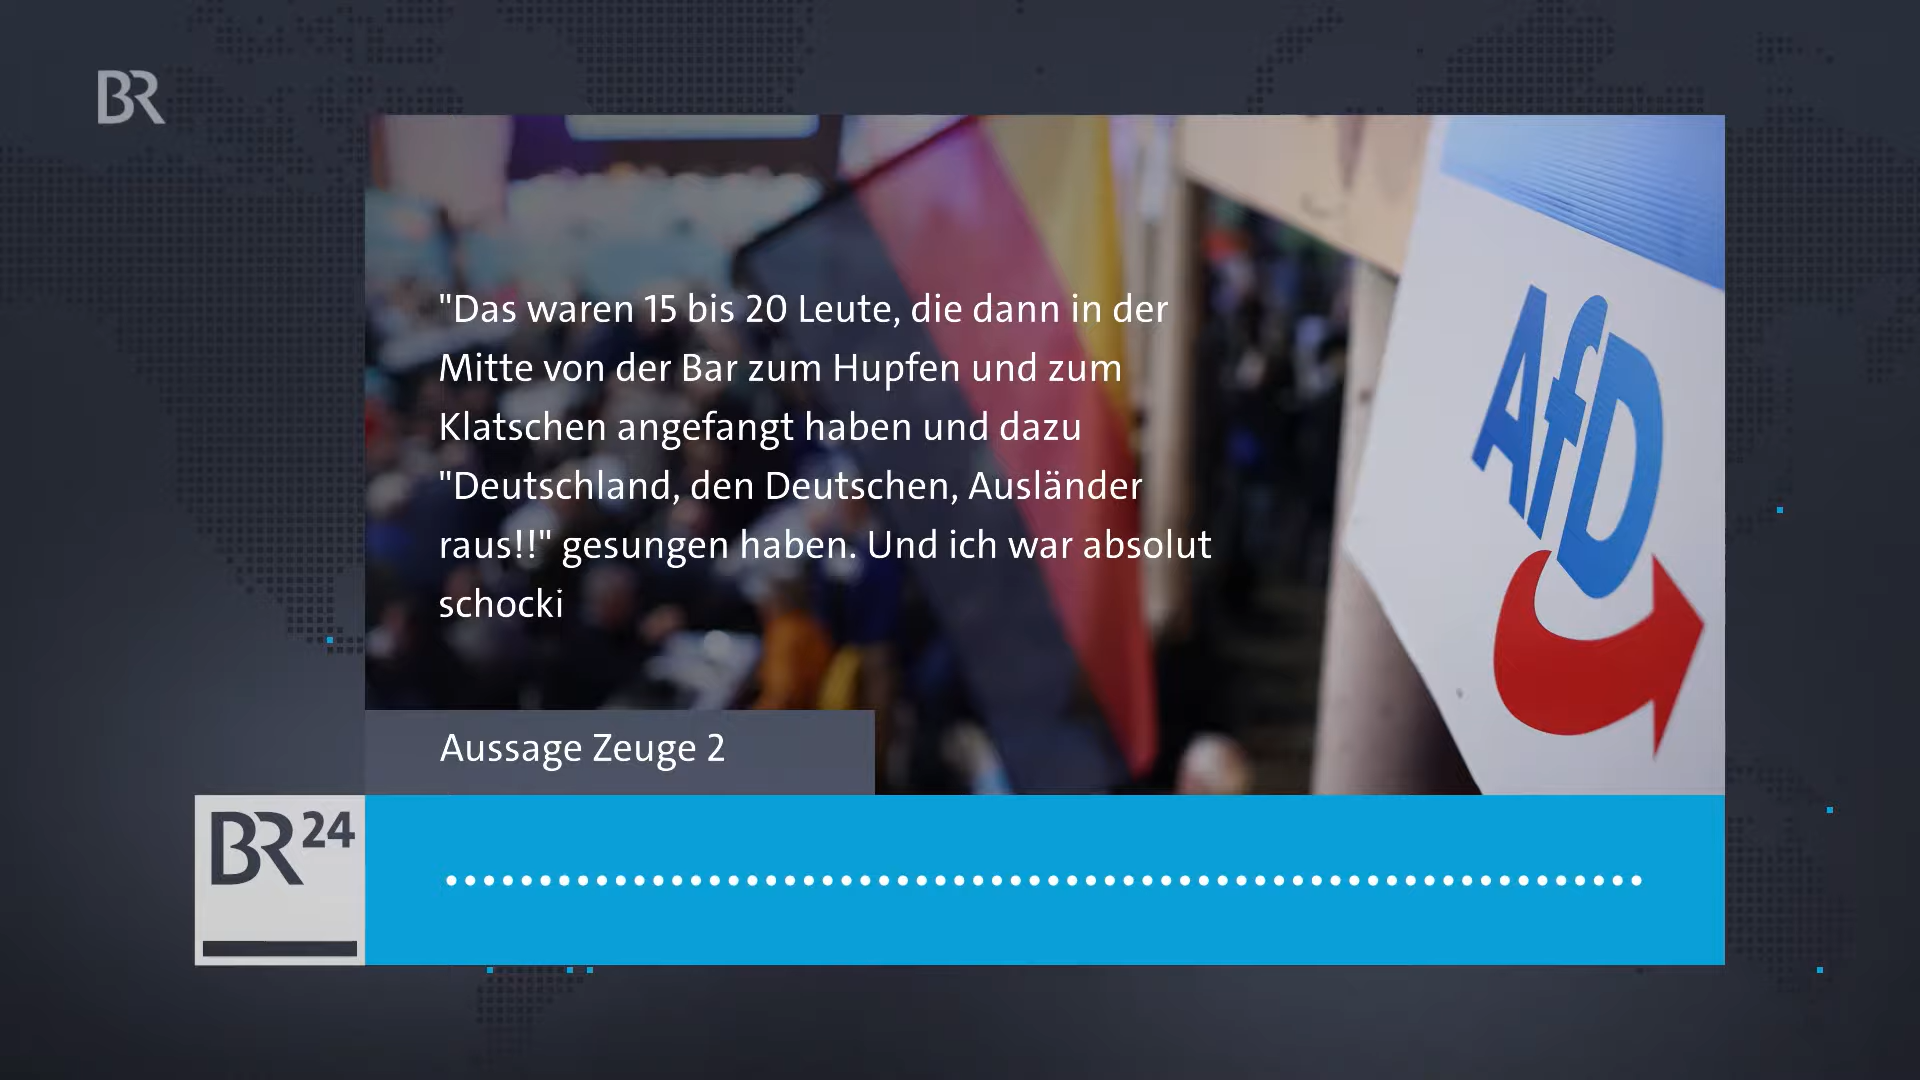 BR
"Das waren 15 bis 20 Leute, die dann in der
Mitte von der Bar zum Hupfen und zum
Klatschen angefangt haben und dazu
"Deutschland, den Deutschen, Ausländer
raus!!" gesungen haben. Und ich war absolut
schocki
AfD
Aussage Zeuge 2
BR24